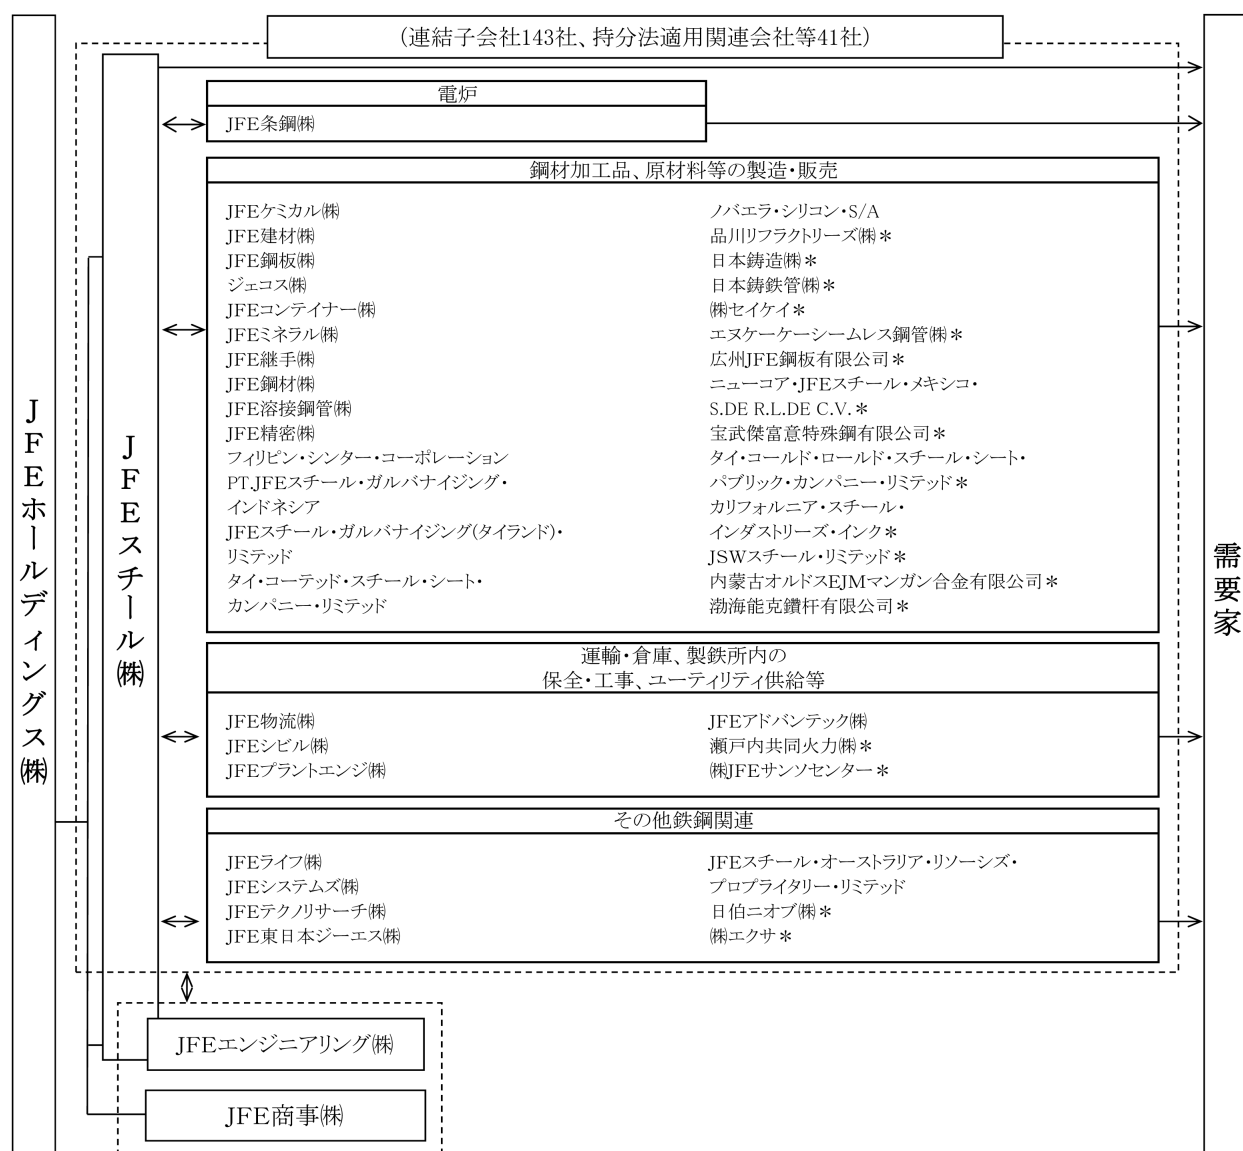 (連結子会社143社、持分法適用関連会社等41社)
JFEホールディングス㈱
JFEスチール㈱
電炉
JFE条鋼㈱
鋼材加工品、原材料等の製造・販売
JFEケミカル㈱
JFE建材㈱
JFE鋼板㈱
ジェコス㈱
JFEコンテイナー㈱
JFEミネラル㈱
JFE継手㈱
JFE鋼材㈱
JFE溶接鋼管㈱
JFE精密㈱
フィリピン・シンター・コーポレーション
PT.JFEスチール・ガルバナイジング・
インドネシア
JFEスチール・ガルバナイジング(タイランド)・
リミテッド
タイ・コーテッド・スチール・シート・
カンパニー・リミテッド
ノバエラ・シリコン・S/A
品川リフラクトリーズ㈱＊
日本鋳造㈱＊
日本鋳鉄管㈱＊
㈱セイケイ＊
エヌケーケーシームレス鋼管㈱＊
広州JFE鋼板有限公司＊
ニューコア・JFEスチール・メキシコ・
S.DE R.L.DE C.V.＊
宝武傑富意特殊鋼有限公司＊
タイ・コールド・ロールド・スチール・シート・
パブリック・カンパニー・リミテッド＊
カリフォルニア・スチール・
インダストリーズ・インク＊
JSWスチール・リミテッド＊
内蒙古オルドスEJMマンガン合金有限公司＊
渤海能克鑽杆有限公司＊
運輸・倉庫、製鉄所内の
保全・工事、ユーティリティ供給等
JFE物流㈱
JFEシビル㈱
JFEプラントエンジ㈱
JFEアドバンテック㈱
瀬戸内共同火力㈱＊
㈱JFEサンソセンター＊
その他鉄鋼関連
JFEライフ㈱
JFEシステムズ㈱
JFEテクノリサーチ㈱
JFE東日本ジーエス㈱
JFEスチール・オーストラリア・リソーシズ・
プロプライタリー・リミテッド
日伯ニオブ㈱＊
㈱エクサ＊
JFEエンジニアリング㈱
JFE商事㈱
需要家